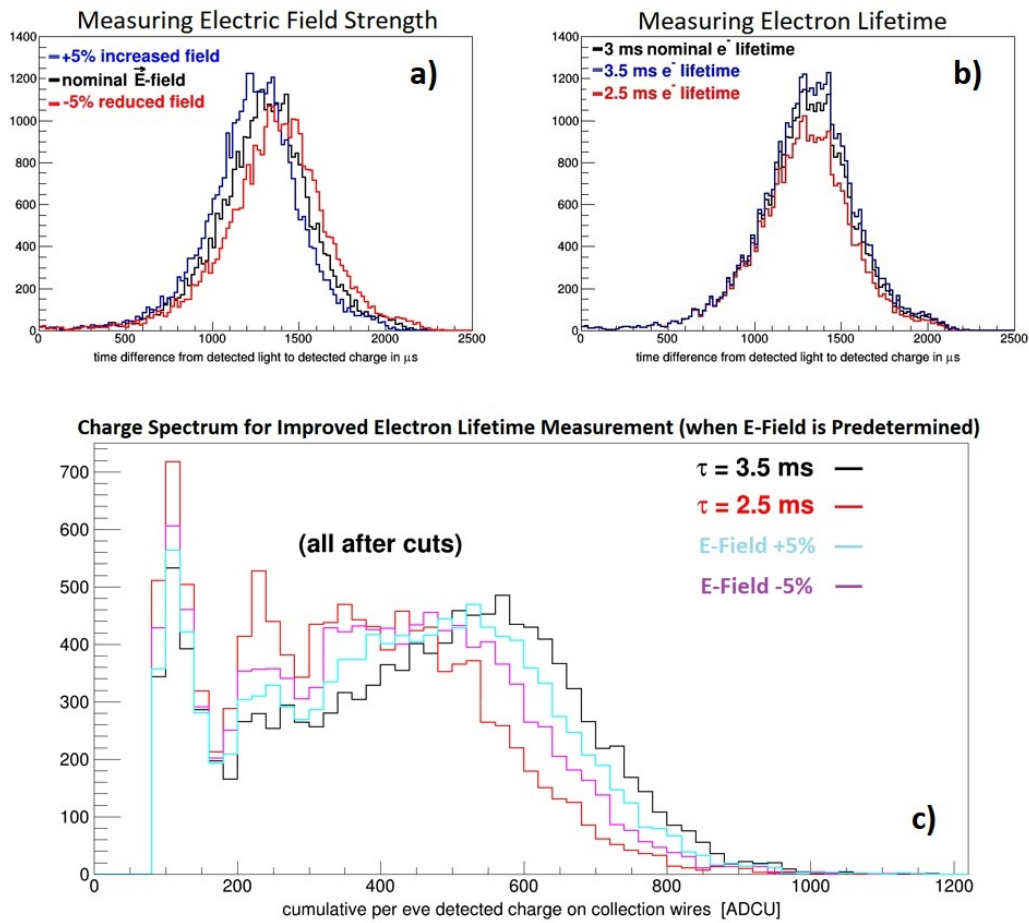 Measuring Electric Field Strength
1400
1200
1000
800
600
400
200
0
+5% increased field
nominal E-field
-5% reduced field
a)
0 500 1000 1500 2000 2500
time difference from detected light to detected charge in μs
Measuring Electron Lifetime
1400
1200
1000
800
600
400
200
0
3 ms nominal e⁻ lifetime
3.5 ms e⁻ lifetime
2.5 ms e⁻ lifetime
b)
0 500 1000 1500 2000 2500
time difference from detected light to detected charge in μs
Charge Spectrum for Improved Electron Lifetime Measurement (when E-Field is Predetermined)
700
600
500
400
300
200
100
0
(all after cuts)
τ = 3.5 ms
τ = 2.5 ms
E-Field +5%
E-Field -5%
c)
0 200 400 600 800 1000 1200
cumulative per eve detected charge on collection wires [ADCU]